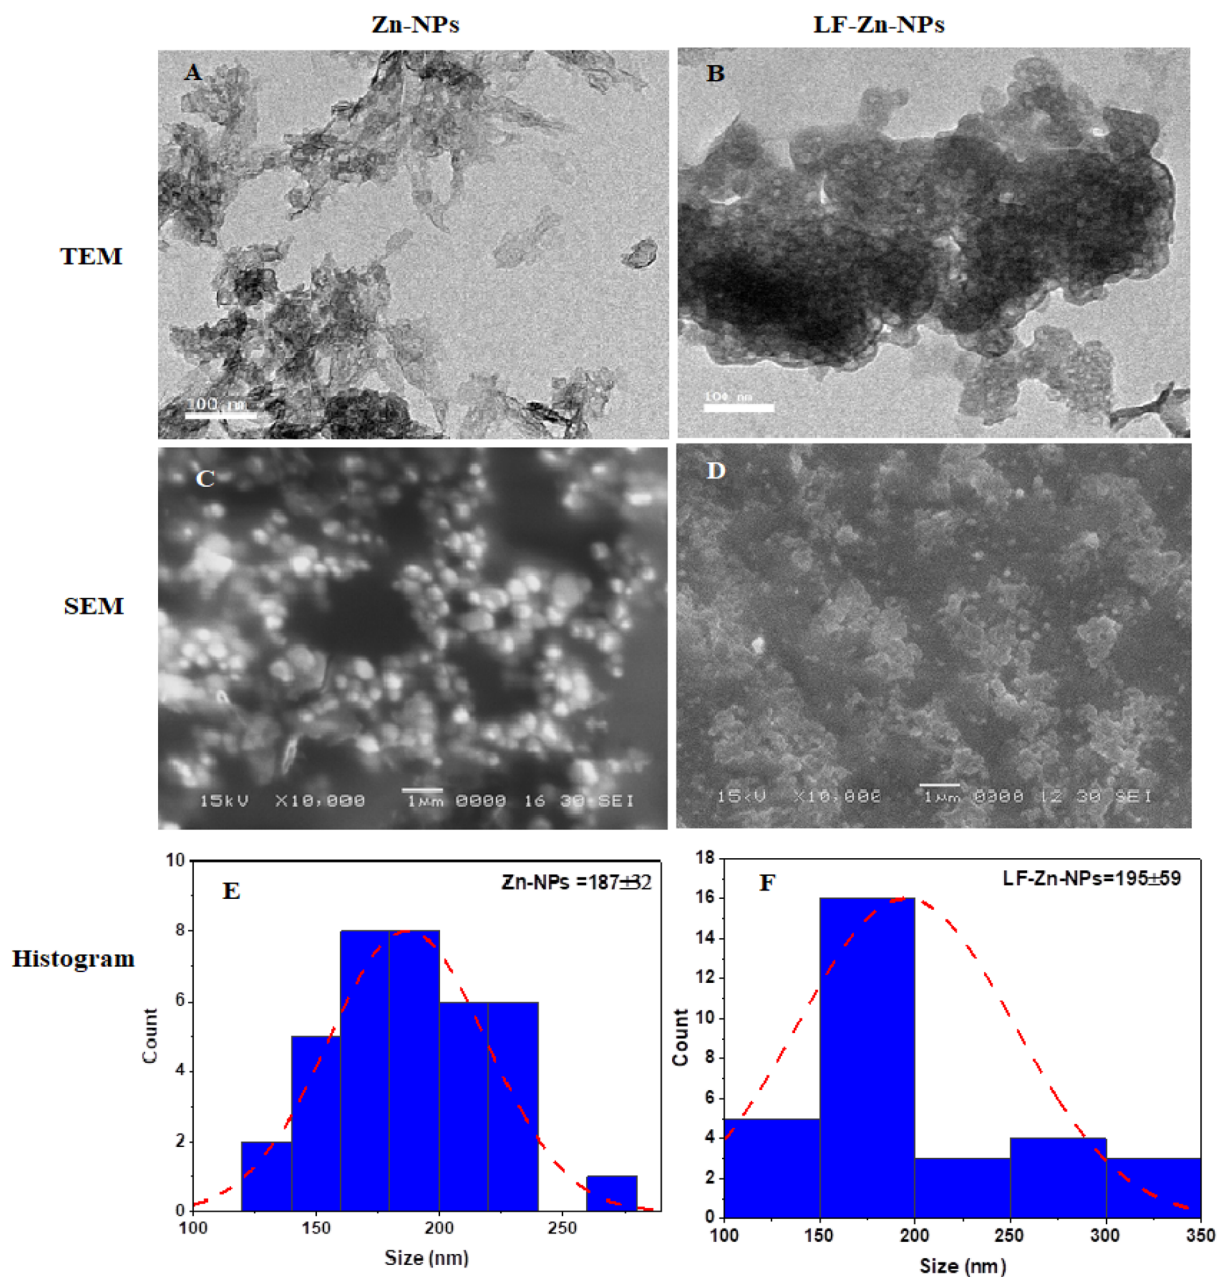 Zn-NPs LF-Zn-NPs
A B
TEM
100 nm 100 nm
C D
SEM
15kV X10,000 1µm 0000 16 30 SEI
15kV X10,000 1µm 0000 12 30 SEI
Histogram
E
Zn-NPs =187±32
Count
10
8
6
4
2
0
100 150 200 250
Size (nm)
F
LF-Zn-NPs=195±59
Count
18
16
14
12
10
8
6
4
2
0
100 150 200 250 300 350
Size (nm)